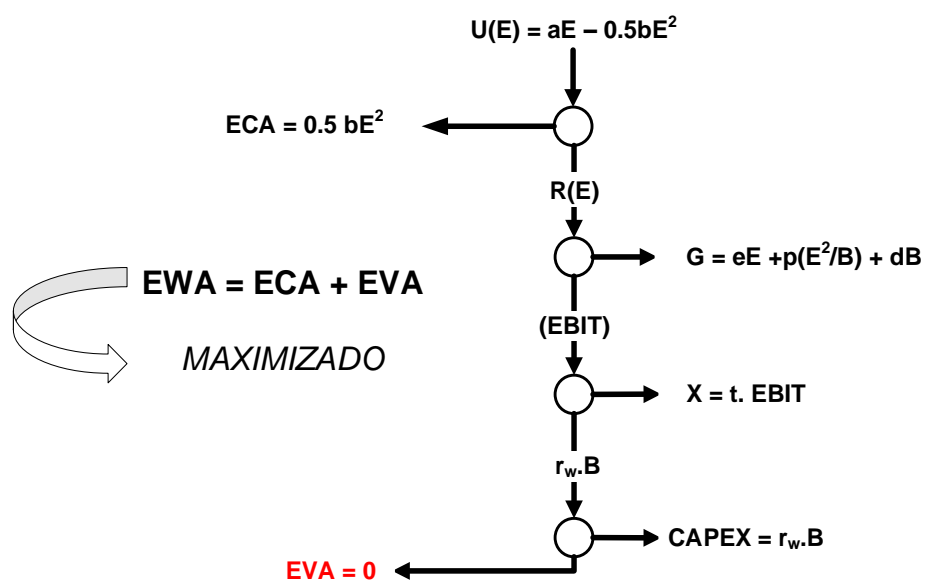 U(E) = aE – 0.5bE²
ECA = 0.5 bE²
R(E)
G = eE +p(E²/B) + dB
EWA = ECA + EVA
(EBIT)
MAXIMIZADO
X = t. EBIT
r_w.B
CAPEX = r_w.B
EVA = 0